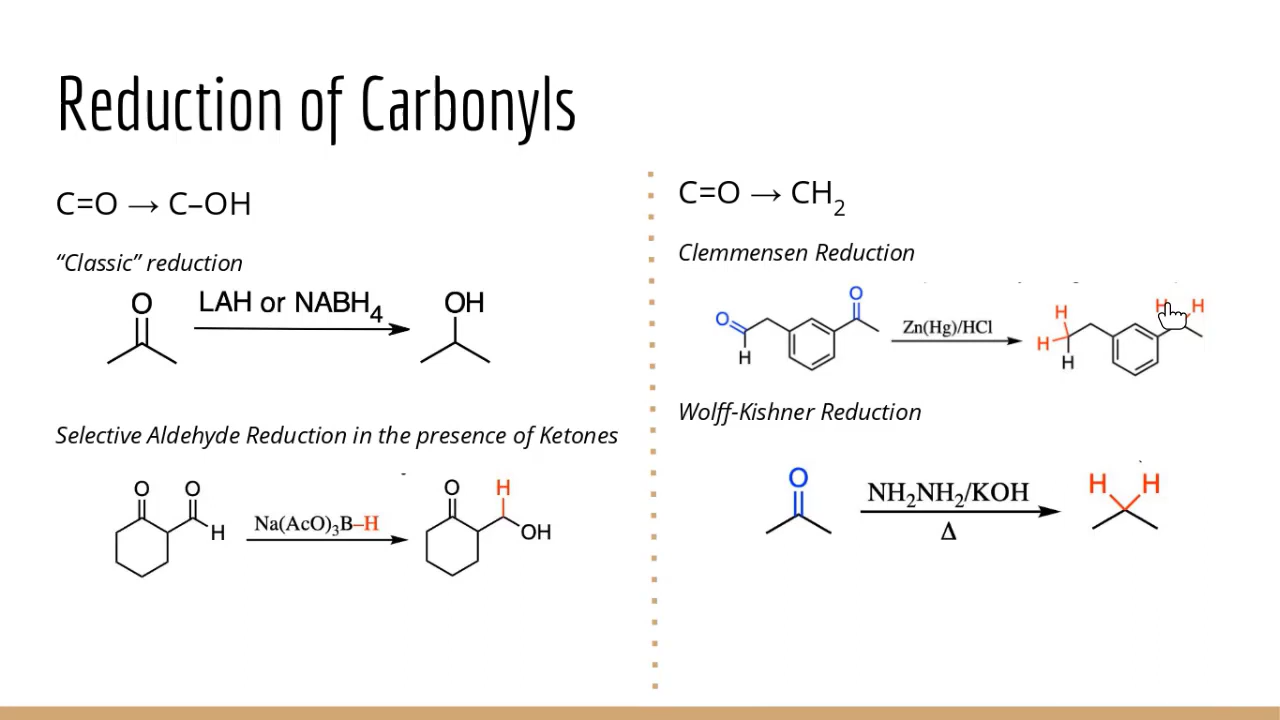 Reduction of Carbonyls
C=O → C–OH
“Classic” reduction
O
LAH or NABH4
OH
Selective Aldehyde Reduction in the presence of Ketones
O O
H
Na(AcO)3B–H
O H
OH
C=O → CH2
Clemmensen Reduction
O O
H
Zn(Hg)/HCl
H H H
H
H
Wolff-Kishner Reduction
O
NH2NH2/KOH
Δ
H H